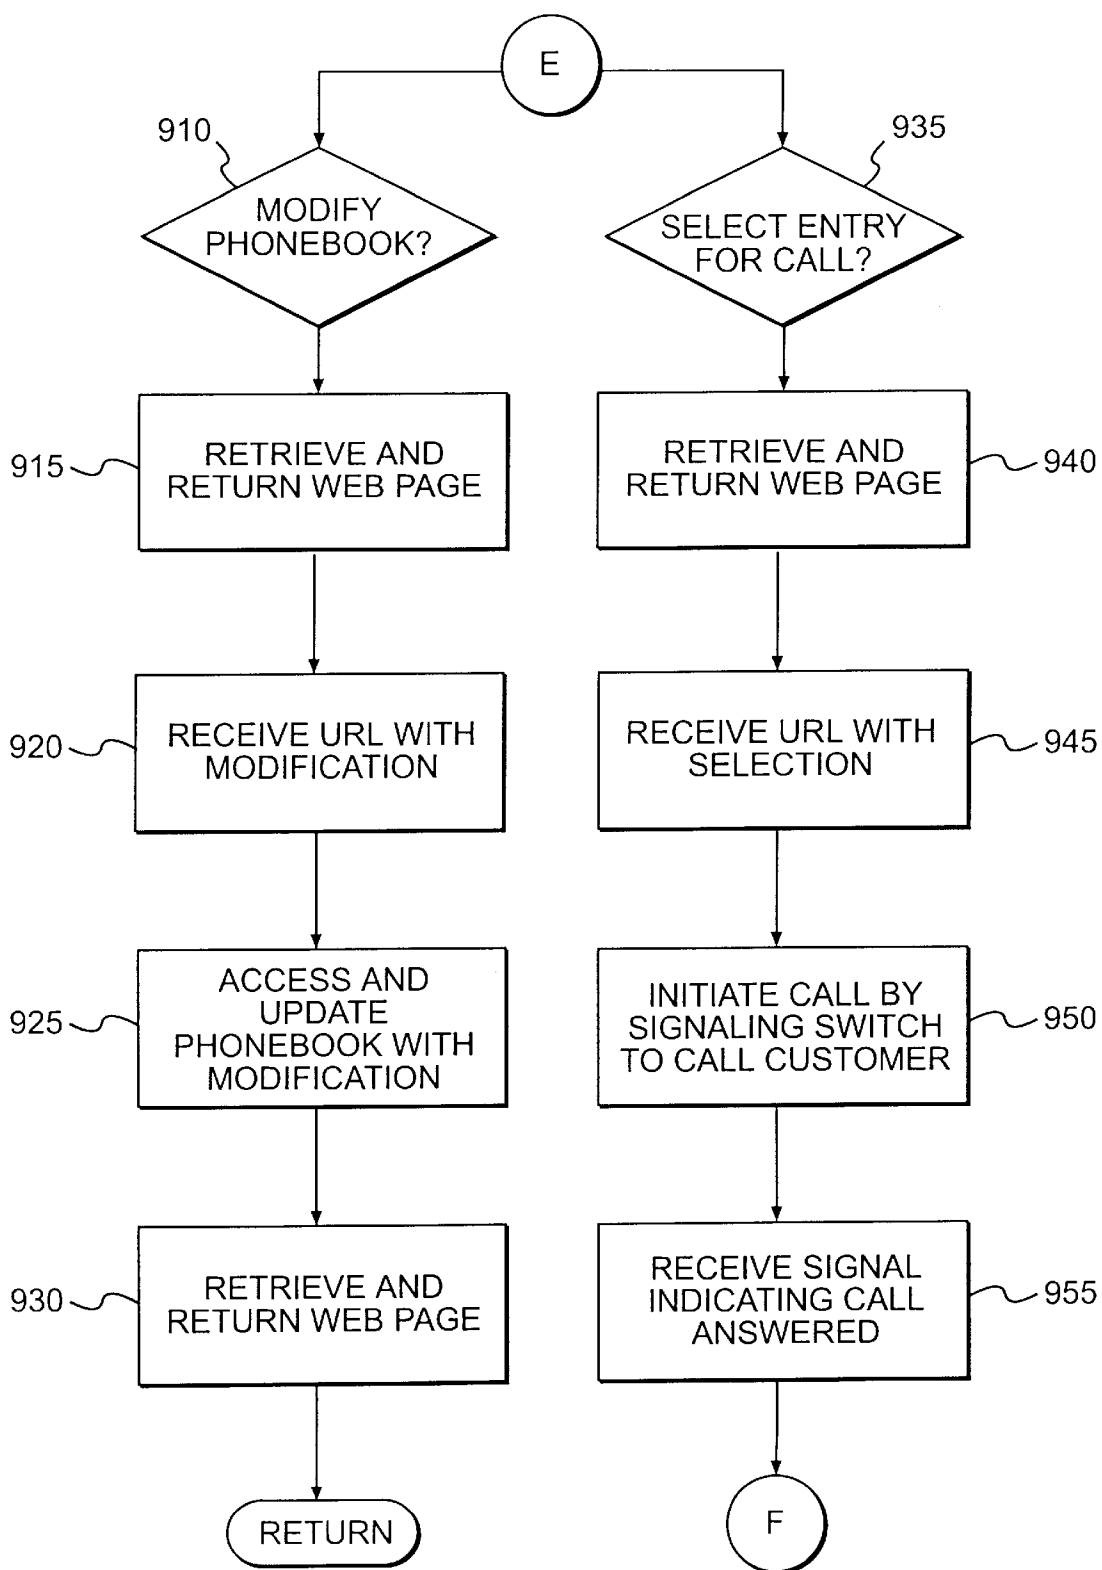 E
910
MODIFY
PHONEBOOK?
935
SELECT ENTRY
FOR CALL?
915
RETRIEVE AND
RETURN WEB PAGE
RETRIEVE AND
RETURN WEB PAGE
940
920
RECEIVE URL WITH
MODIFICATION
RECEIVE URL WITH
SELECTION
945
925
ACCESS AND
UPDATE
PHONEBOOK WITH
MODIFICATION
INITIATE CALL BY
SIGNALING SWITCH
TO CALL CUSTOMER
950
930
RETRIEVE AND
RETURN WEB PAGE
RECEIVE SIGNAL
INDICATING CALL
ANSWERED
955
RETURN
F